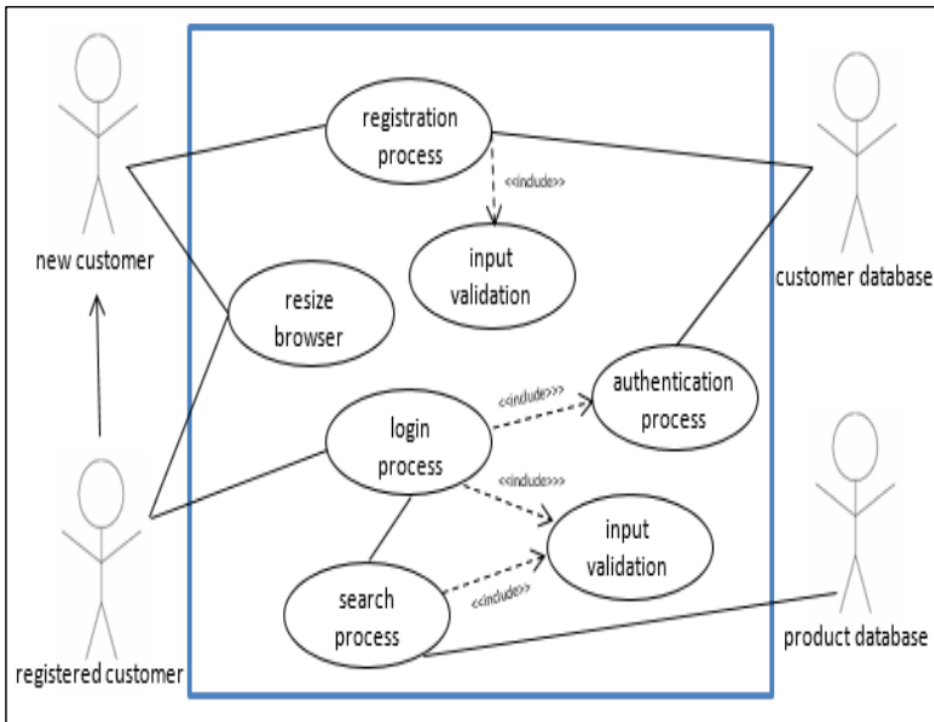 registration
process
<<include>>
new customer
input
validation
customer database
resize
browser
<<include>>>
authentication
process
login
process
<<include>>>
input
validation
search
process
<<include>>
product database
registered customer